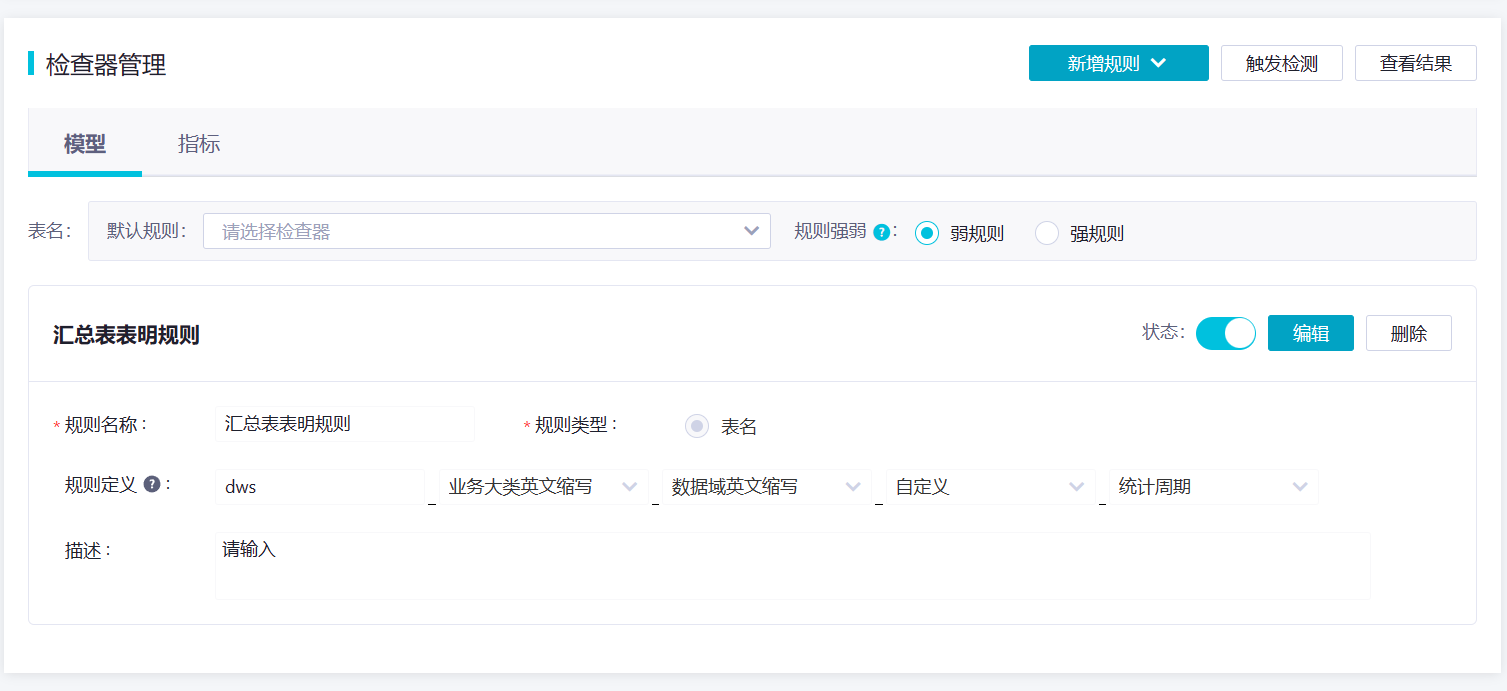 检查器管理
新增规则 触发检测 查看结果
模型 指标
表名: 默认规则: 请选择检查器 规则强弱 ? : 弱规则 强规则
汇总表表明规则 状态: 编辑 删除
* 规则名称 : 汇总表表明规则 * 规则类型 : 表名
规则定义 ? : dws _ 业务大类英文缩写 _ 数据域英文缩写 _ 自定义 _ 统计周期
描述 : 请输入